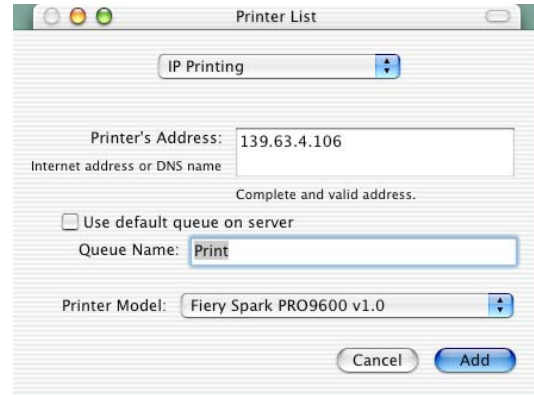 Printer List
IP Printing
Printer's Address: 139.63.4.106
Internet address or DNS name
Complete and valid address.
Use default queue on server
Queue Name: Print
Printer Model: Fiery Spark PRO9600 v1.0
Cancel Add